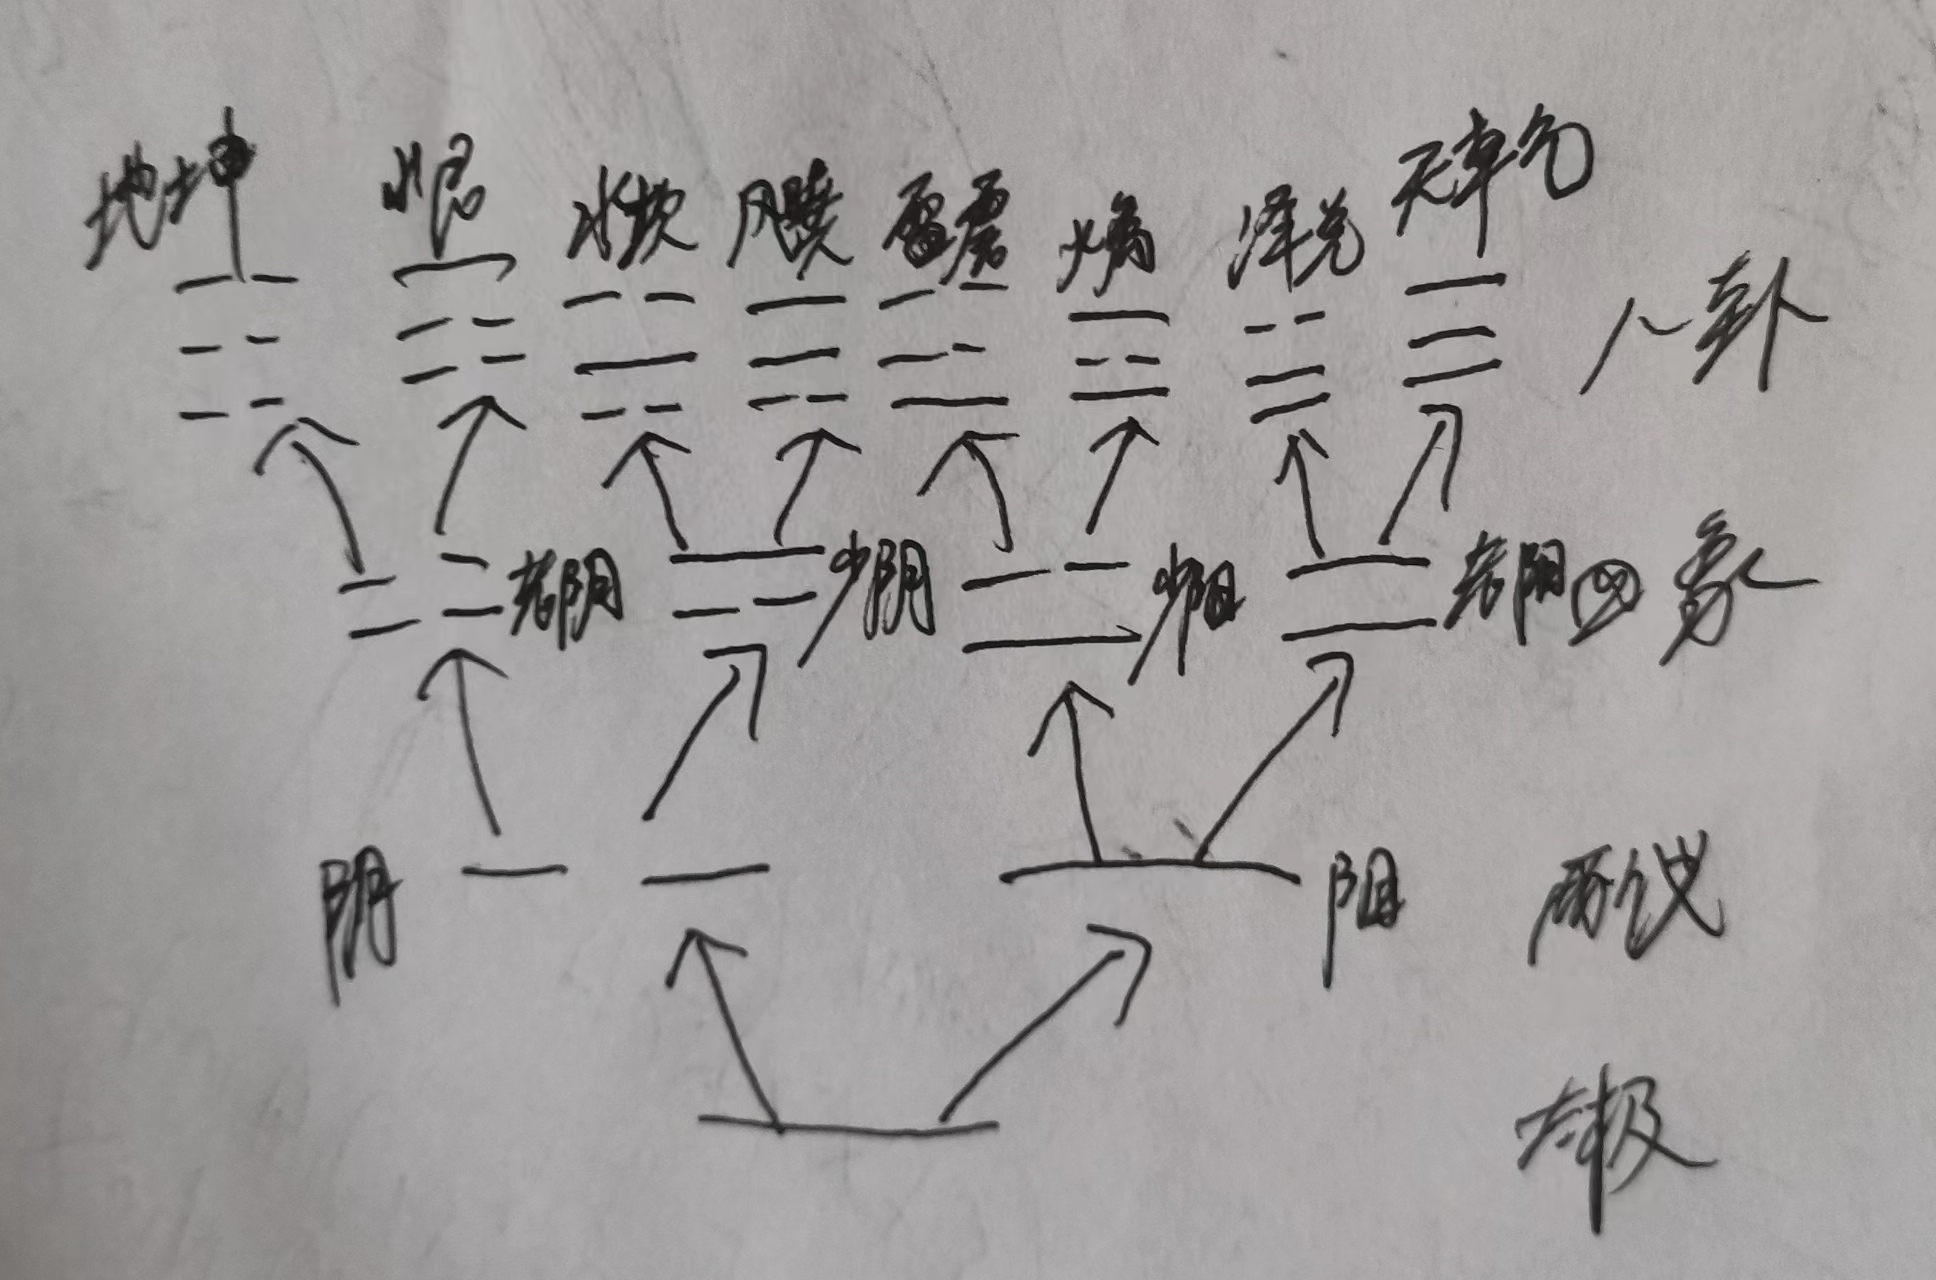 地坤 艮 水坎 风巽 雷震 火离 泽兑 天乾
八卦
老阴 少阴 少阳 老阳 四象
阴 阳 两仪
太极